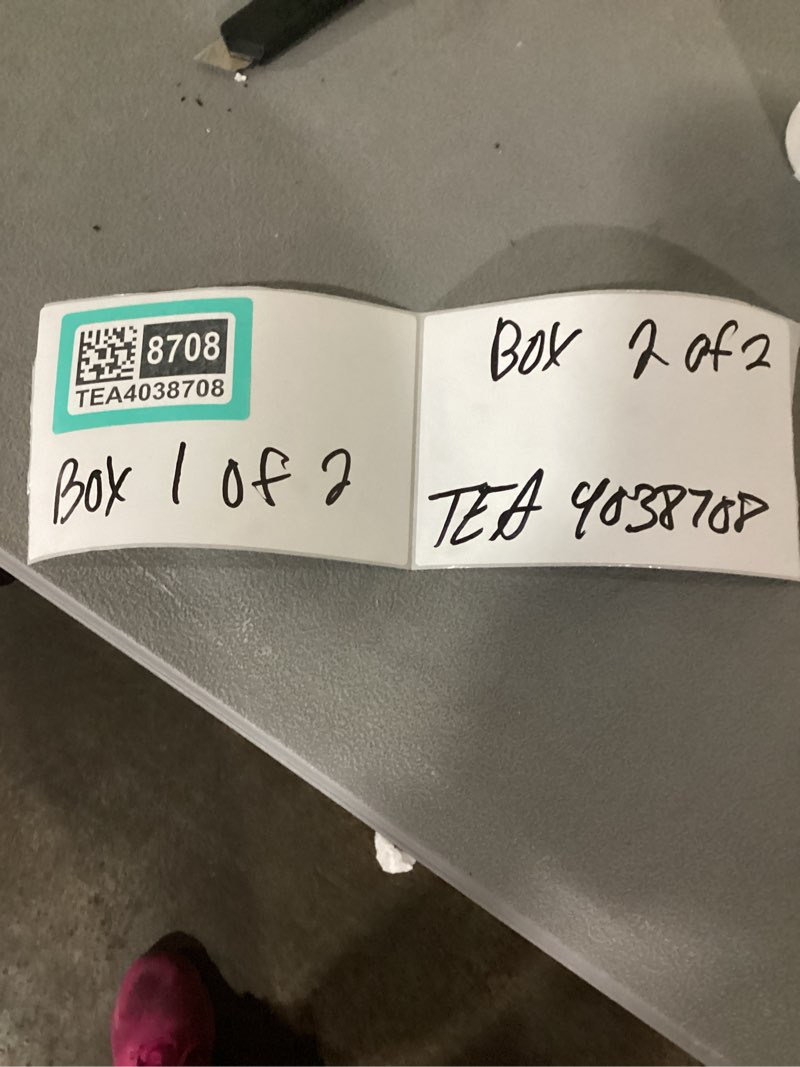 8708
TEA4038708
Box 1 of 2
Box 2 of 2
TEA 4038708